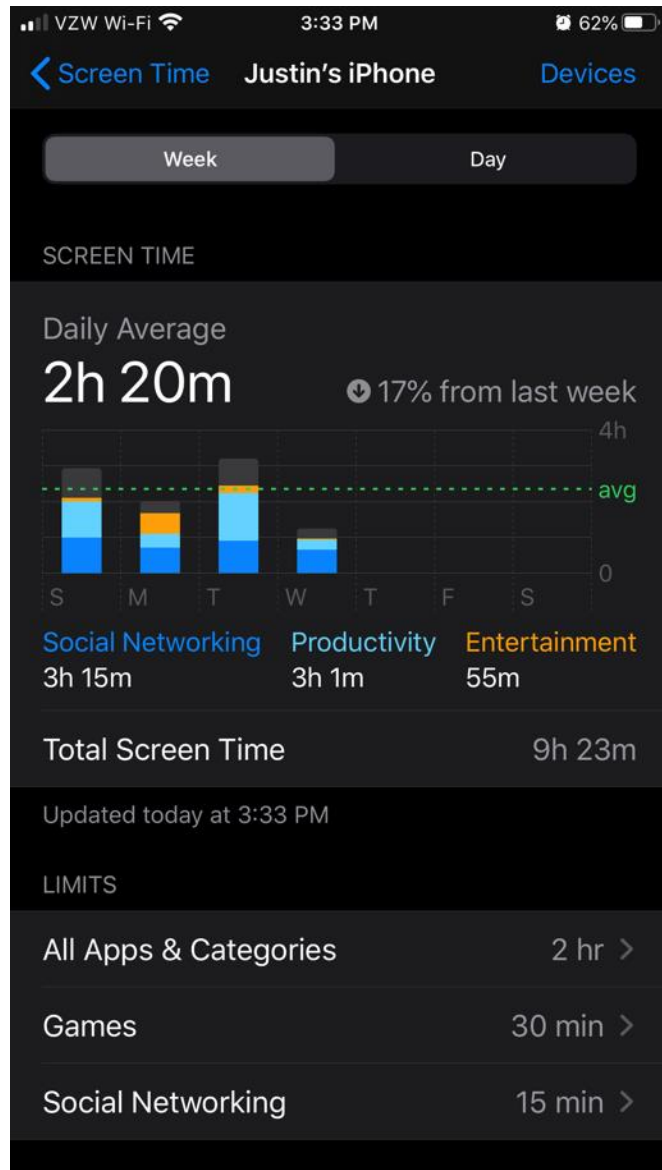 VZW Wi-Fi 3:33 PM 62%
Screen Time Justin's iPhone Devices
Week Day
SCREEN TIME
Daily Average
2h 20m 17% from last week
4h
avg
0
S M T W T F S
Social Networking Productivity Entertainment
3h 15m 3h 1m 55m
Total Screen Time 9h 23m
Updated today at 3:33 PM
LIMITS
All Apps & Categories 2 hr
Games 30 min
Social Networking 15 min